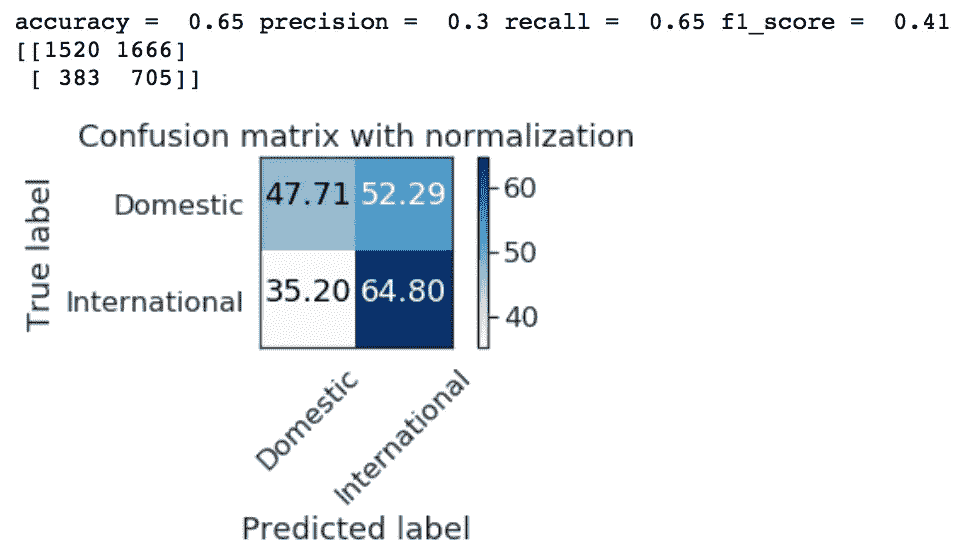 accuracy =  0.65 precision =  0.3 recall =  0.65 f1_score =  0.41
[[1520 1666]
 [ 383  705]]
Confusion matrix with normalization
True label
Domestic
47.71 52.29
International
35.20 64.80
60
50
40
Domestic
International
Predicted label